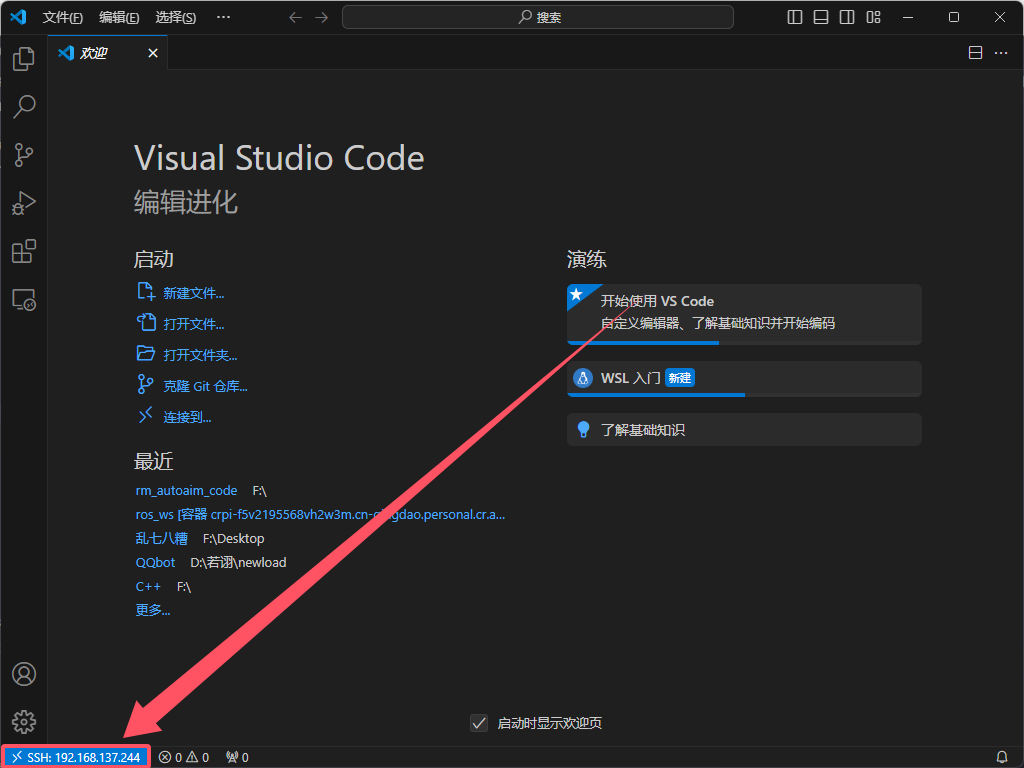 文件(F) 编辑(E) 选择(S) ··· 搜索
欢迎
Visual Studio Code
编辑进化
启动
新建文件...
打开文件...
打开文件夹...
克隆 Git 仓库...
连接到...
最近
rm_autoaim_code F:\
ros_ws [容器 crpi-f5v2195568vh2w3m.cn-qingdao.personal.cr.a...
乱七八糟 F:\Desktop
QQbot D:\若诩\newload
C++ F:\
更多...
演练
开始使用 VS Code
自定义编辑器、了解基础知识并开始编码
WSL 入门 新建
了解基础知识
启动时显示欢迎页
SSH: 192.168.137.244 0 0 0